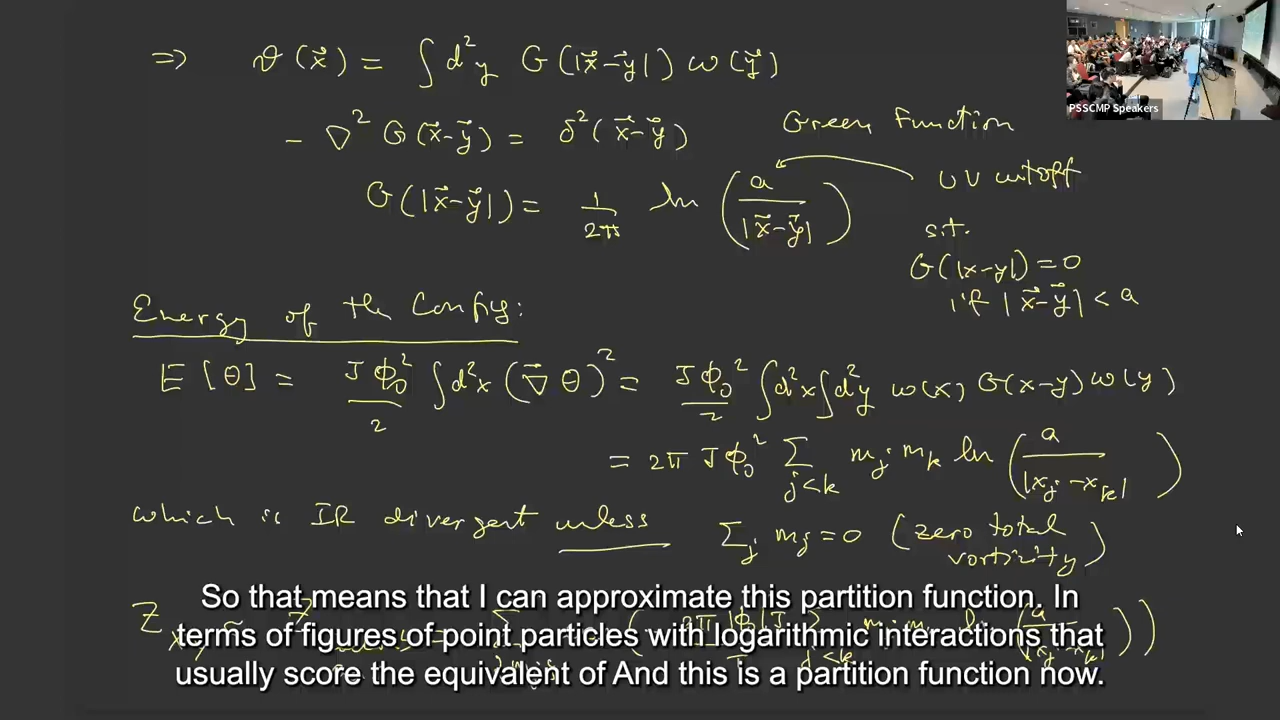 ⇒ ϑ(x⃗) = ∫ d²y G(|x⃗-y⃗|) ω(y⃗)
PSSCMP Speakers
- ∇² G(x⃗-y⃗) = δ²(x⃗-y⃗) Green Function
G(|x⃗-y⃗|) = 1/2π ln (a/|x⃗-y⃗|) UV cutoff
s.t.
G(|x-y|) = 0
if |x⃗-y⃗| < a
Energy of the Config:
E[θ] = Jϕ₀²/2 ∫d²x (∇⃗θ)² = Jϕ₀²/2 ∫d²x∫d²y ω(x) G(x-y) ω(y)
= 2π Jϕ₀² Σ_{j<k} m_j m_k ln (a/|x_j - x_k|)
which is IR divergent unless Σ_j m_j = 0 (zero total vorticity)
So that means that I can approximate this partition function. In
terms of figures of point particles with logarithmic interactions that
usually score the equivalent of And this is a partition function now.